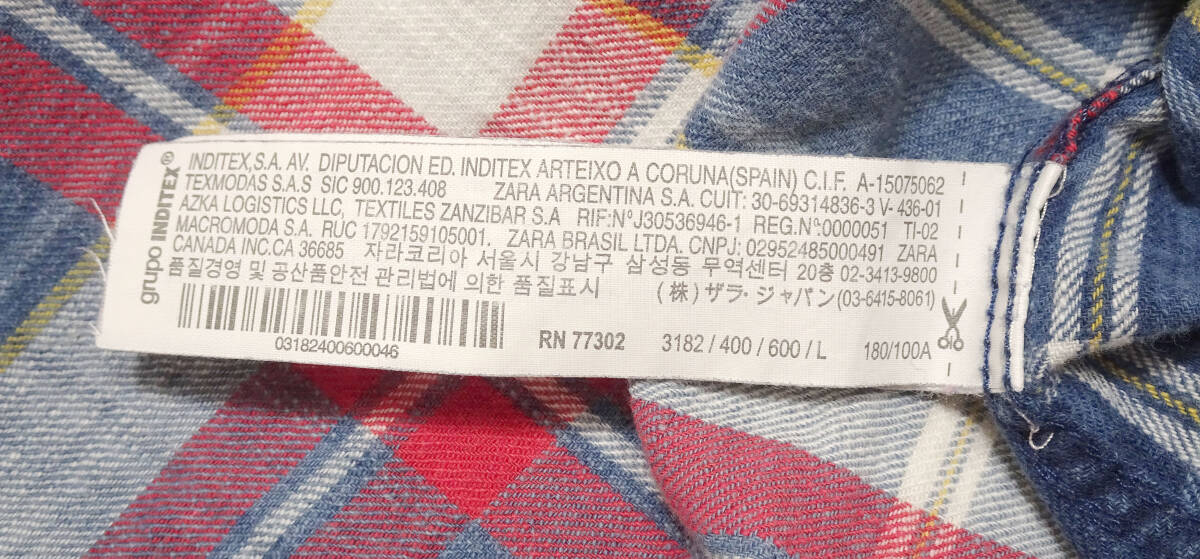 grupo INDITEX®
INDITEX,S.A. AV. DIPUTACION ED. INDITEX ARTEIXO A CORUNA(SPAIN) C.I.F. A-15075062
TEXMODAS S.A.S SIC 900.123.408 ZARA ARGENTINA S.A. CUIT: 30-69314836-3 V- 436-01
AZKA LOGISTICS LLC, TEXTILES ZANZIBAR S.A RIF:Nº J30536946-1 REG.Nº:0000051 TI-02
MACROMODA S.A. RUC 1792159105001. ZARA BRASIL LTDA. CNPJ: 02952485000491 ZARA
CANADA INC.CA 36685 자라코리아 서울시 강남구 삼성동 무역센터 20층 02-3413-9800
품질경영 및 공산품안전 관리법에 의한 품질표시 (株) ザラ・ジャパン (03-6415-8061)
03182400600046
RN 77302 3182 / 400 / 600 / L 180/100A